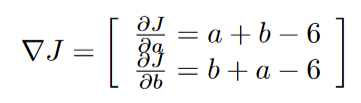 ∇J = [ ∂J/∂a = a + b − 6
∂J/∂b = b + a − 6 ]